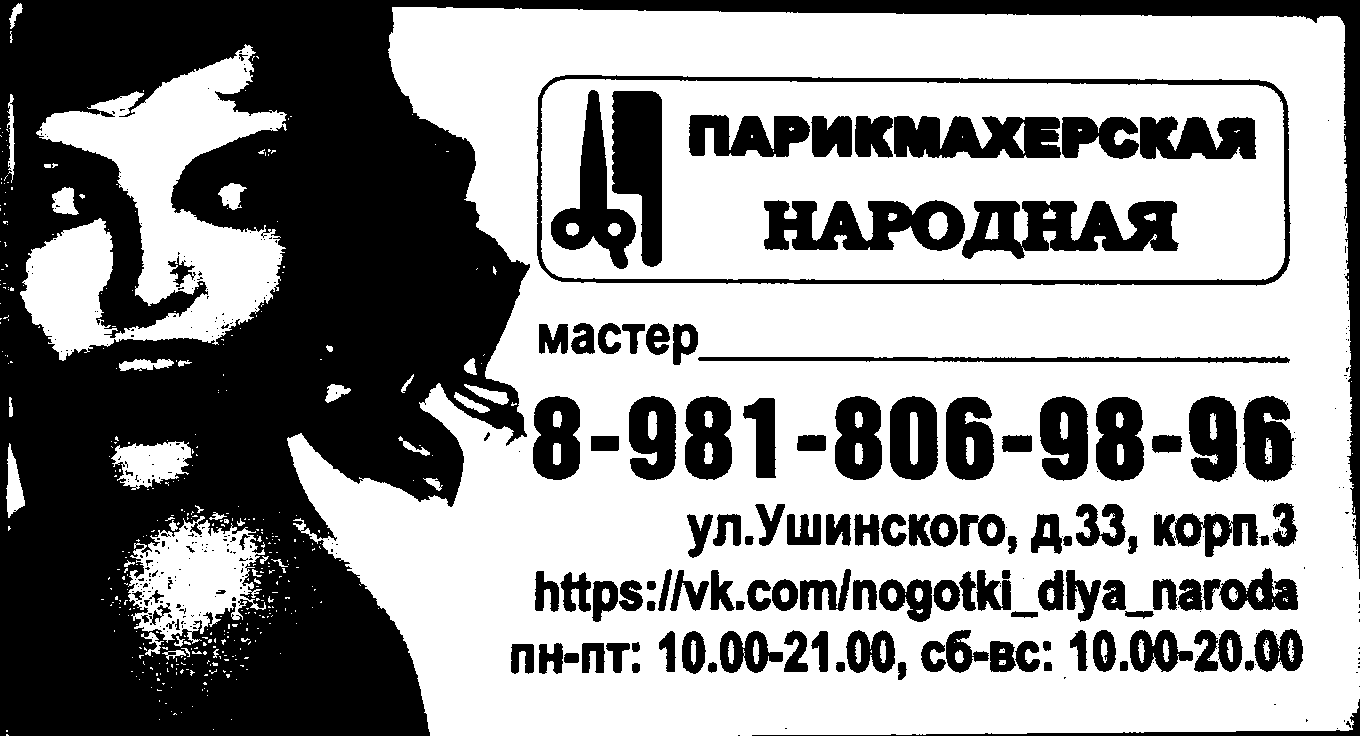 ПАРИКМАХЕРСКАЯ
НАРОДНАЯ
мастер
8-981-806-98-96
ул.Ушинского, д.33, корп.3
https://vk.com/nogotki_dlya_naroda
пн-пт: 10.00-21.00, сб-вс: 10.00-20.00